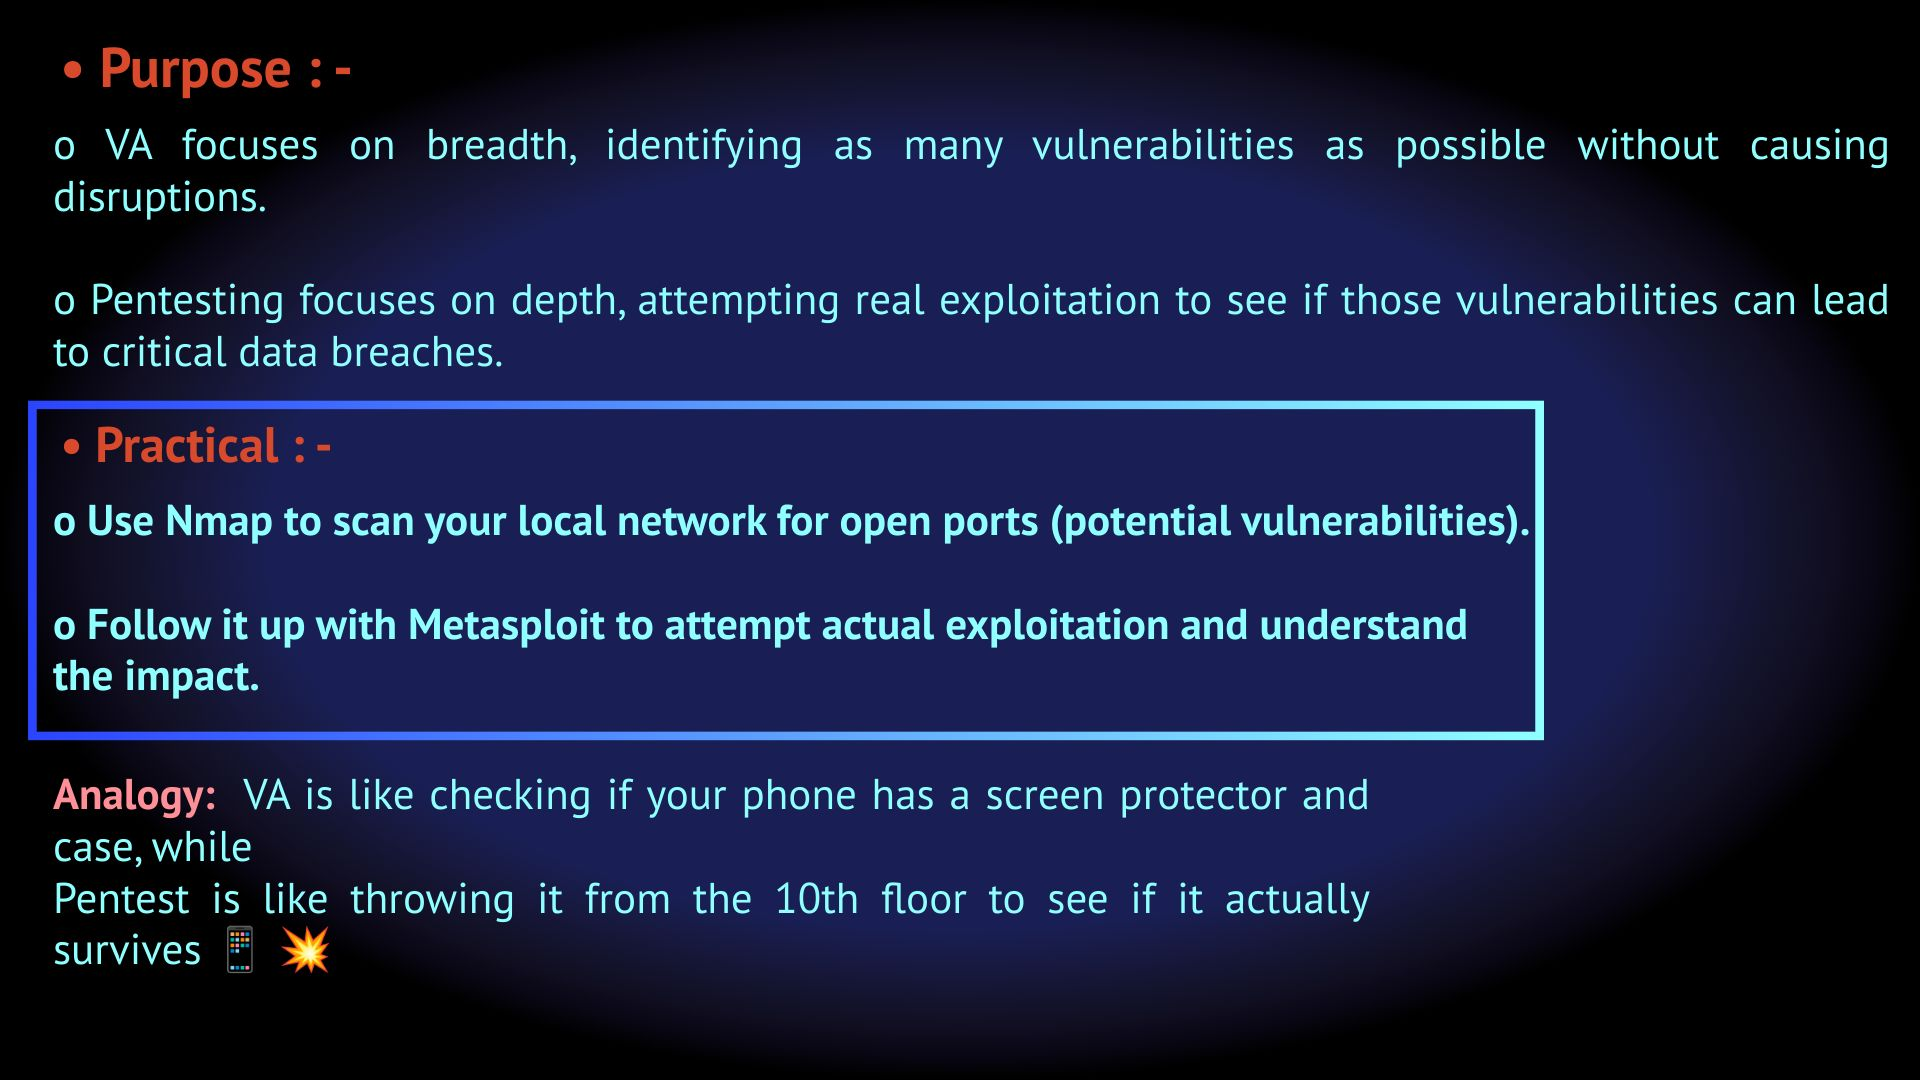 • Purpose : -
o VA focuses on breadth, identifying as many vulnerabilities as possible without causing
disruptions.
o Pentesting focuses on depth, attempting real exploitation to see if those vulnerabilities can lead
to critical data breaches.
• Practical : -
o Use Nmap to scan your local network for open ports (potential vulnerabilities).
o Follow it up with Metasploit to attempt actual exploitation and understand
the impact.
Analogy: VA is like checking if your phone has a screen protector and
case, while
Pentest is like throwing it from the 10th floor to see if it actually
survives 📱 💥